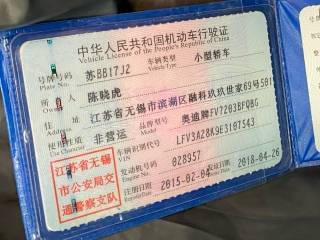 中华人民共和国机动车行驶证
Vehicle License of the People's Republic of China
号牌号码 苏BB17J2 车辆类型 小型轿车
Plate No. Vehicle Type
所有人 陈晓虎
Owner
住址 江苏省无锡市滨湖区融科玖玖世家69号501
Address
使用性质 非营运 品牌型号 奥迪牌FV7203BFQBG
Use Character Model
江苏省无锡市公安局交通警察支队
车辆识别代号 LFV3A28K9E3107543
VIN
发动机号码 028957
Engine No.
注册日期 2015-02-04 发证日期 2018-04-26
Register Date Issue Date